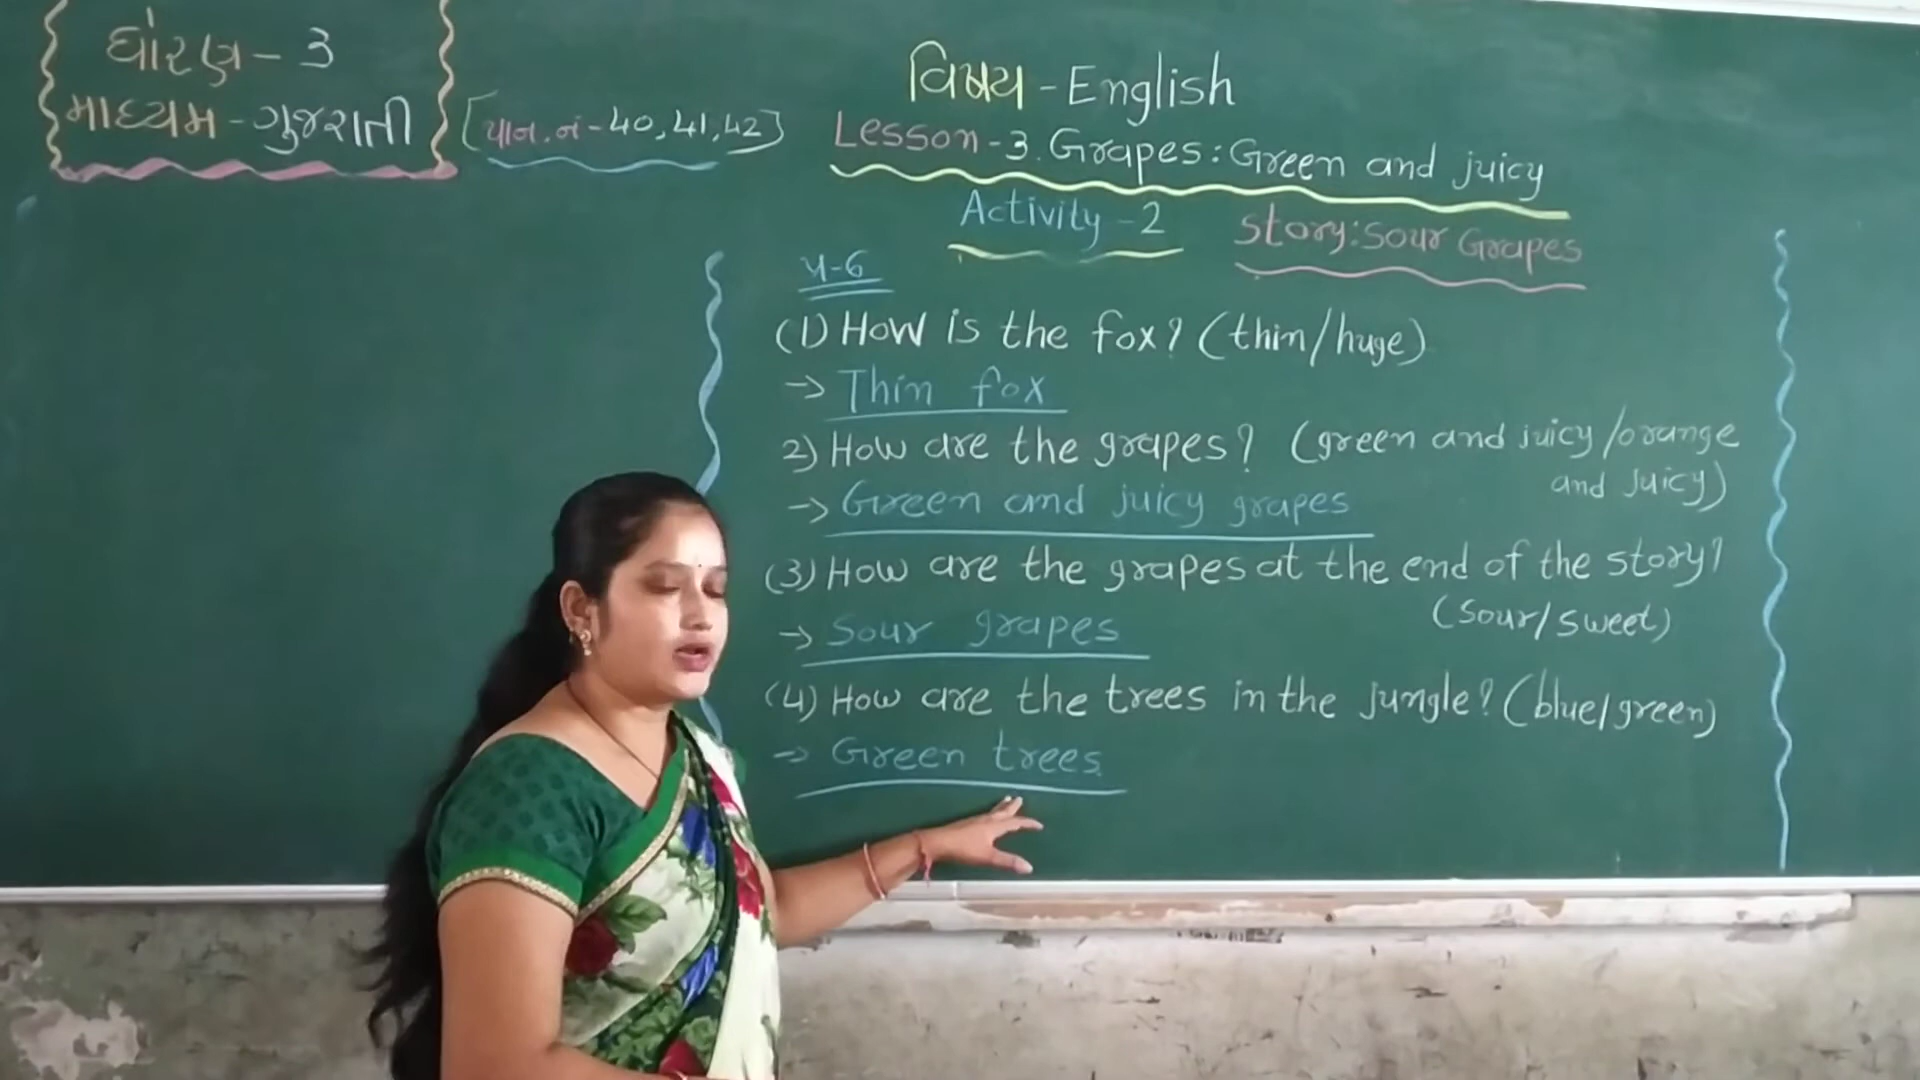 ધોરણ - 3
માધ્યમ - ગુજરાતી
[પાન.નં - 40, 41, 42]
વિષય - English
Lesson - 3. Grapes : Green and juicy
Activity - 2
Story : Sour Grapes
પ્ર-6
(1) How is the fox? (thin/huge)
→ Thin fox
2) How are the grapes? (green and juicy/orange
and juicy)
→ Green and juicy grapes
(3) How are the grapes at the end of the story?
(sour/sweet)
→ Sour grapes
(4) How are the trees in the jungle? (blue/green)
→ Green trees.